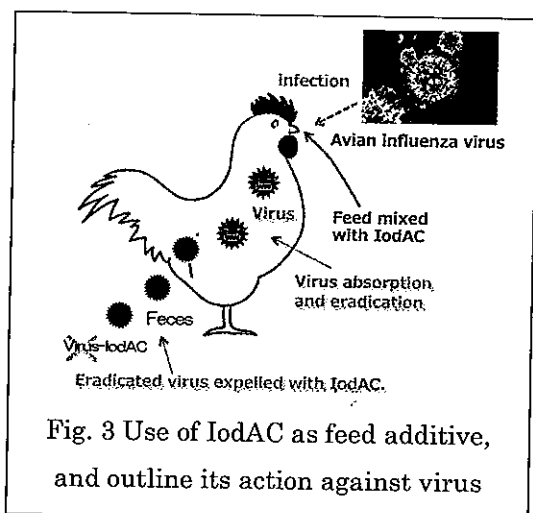 infection
Avian Influenza virus
Virus
Feed mixed
with IodAC
Virus absorption
and eradication
Feces
Virus-IodAC
Eradicated virus expelled with IodAC.
Fig. 3 Use of IodAC as feed additive,
and outline its action against virus